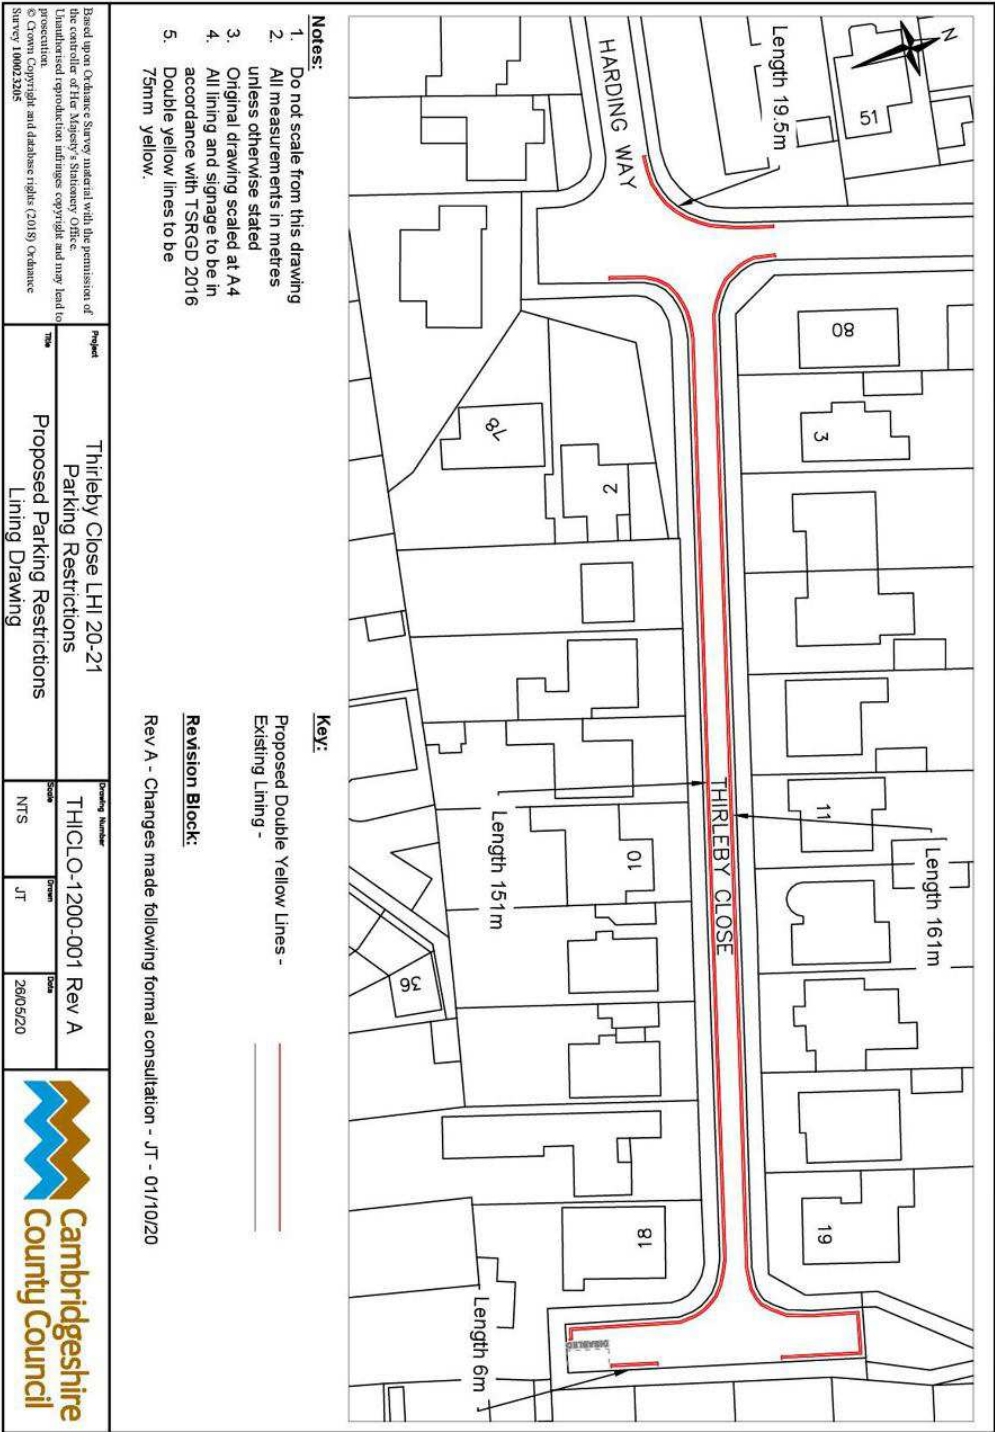 N
51
Length 19.5m
HARDING WAY
80
3
78
2
THIRLEBY CLOSE
11
Length 161m
10
Length 151m
36
19
18
Length 6m
DISABLED
Notes:
1. Do not scale from this drawing
2. All measurements in metres
unless otherwise stated
3. Original drawing scaled at A4
4. All lining and signage to be in
accordance with TSRGD 2016
5. Double yellow lines to be
75mm yellow.
Key:
Proposed Double Yellow Lines -
Existing Lining -
Revision Block:
Rev A - Changes made following formal consultation - JT - 01/10/20
Based upon Ordnance Survey material with the permission of
the controller of Her Majesty's Stationery Office.
Unauthorised reproduction infringes copyright and may lead to
prosecution.
© Crown Copyright and database rights (2018) Ordnance
Survey 100023205
Project
Thirleby Close LHI 20-21
Parking Restrictions
Title
Proposed Parking Restrictions
Lining Drawing
Drawing Number
THICLO-1200-001 Rev A
Scale
NTS
Drawn
JT
Date
26/05/20
Cambridgeshire
County Council